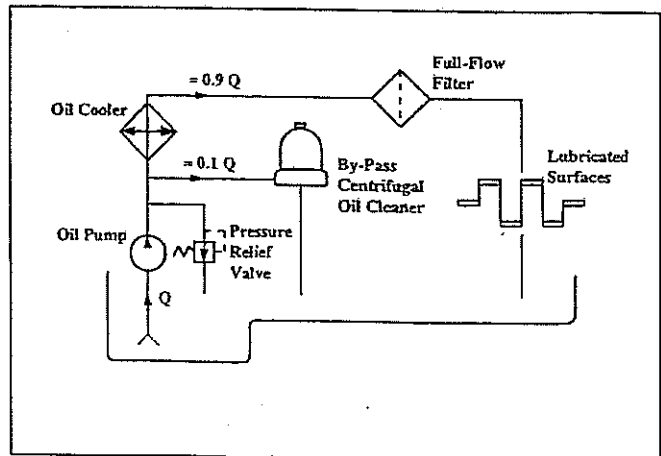 Full-Flow
Filter
= 0.9 Q
Oil Cooler
= 0.1 Q
By-Pass
Centrifugal
Oil Cleaner
Lubricated
Surfaces
Oil Pump
Pressure
Relief
Valve
Q